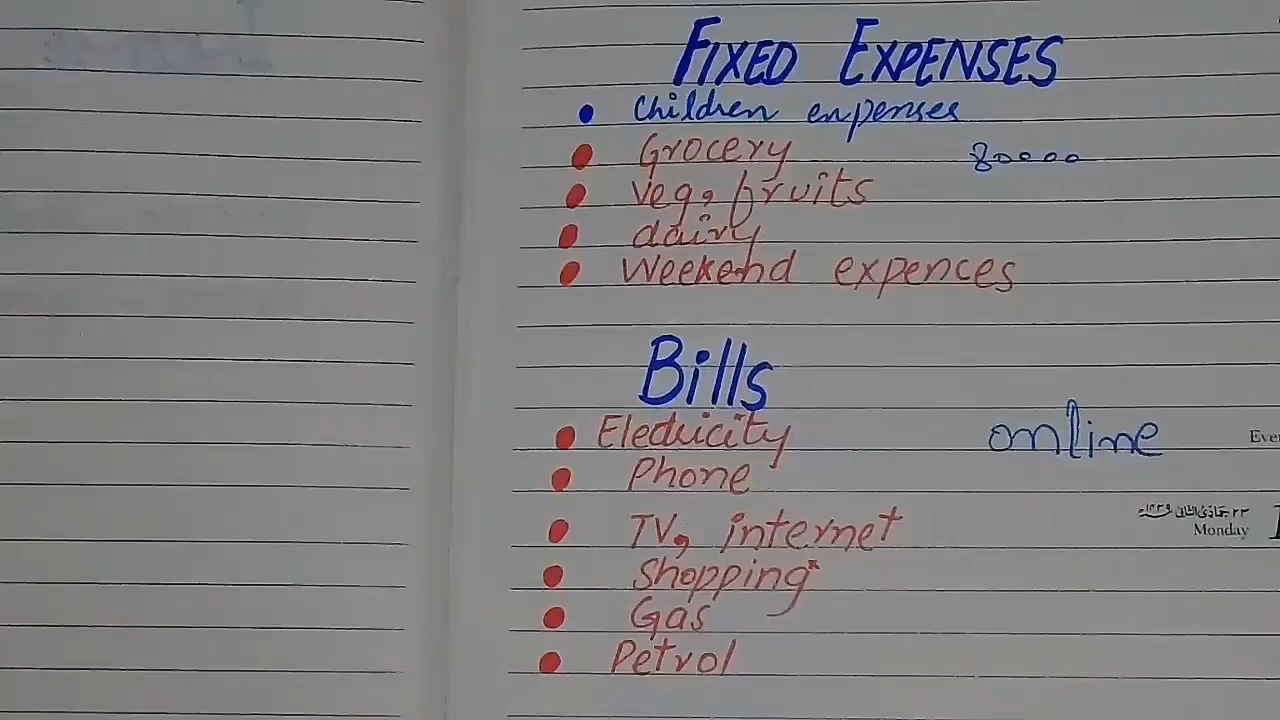 FIXED EXPENSES
• Children expenses
• Grocery 80000
• Veg, fruits
• dairy
• Weekend expences
Bills
• Electricity online
• Phone
• TV, internet
Monday
• Shopping
• Gas
• Petrol